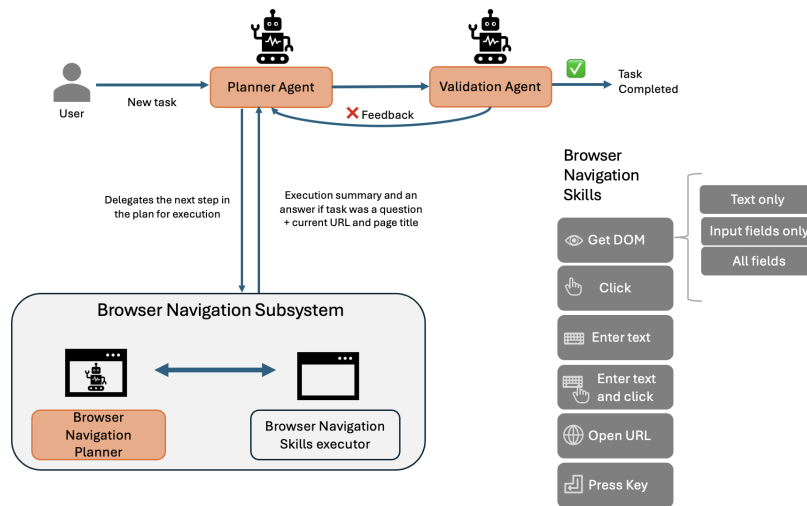 User
New task
Planner Agent
Validation Agent
Task
Completed
Feedback
Delegates the next step in
the plan for execution
Execution summary and an
answer if task was a question
+ current URL and page title
Browser Navigation Subsystem
Browser
Navigation
Planner
Browser Navigation
Skills executor
Browser
Navigation
Skills
Get DOM
Click
Enter text
Enter text
and click
Open URL
Press Key
Text only
Input fields only
All fields